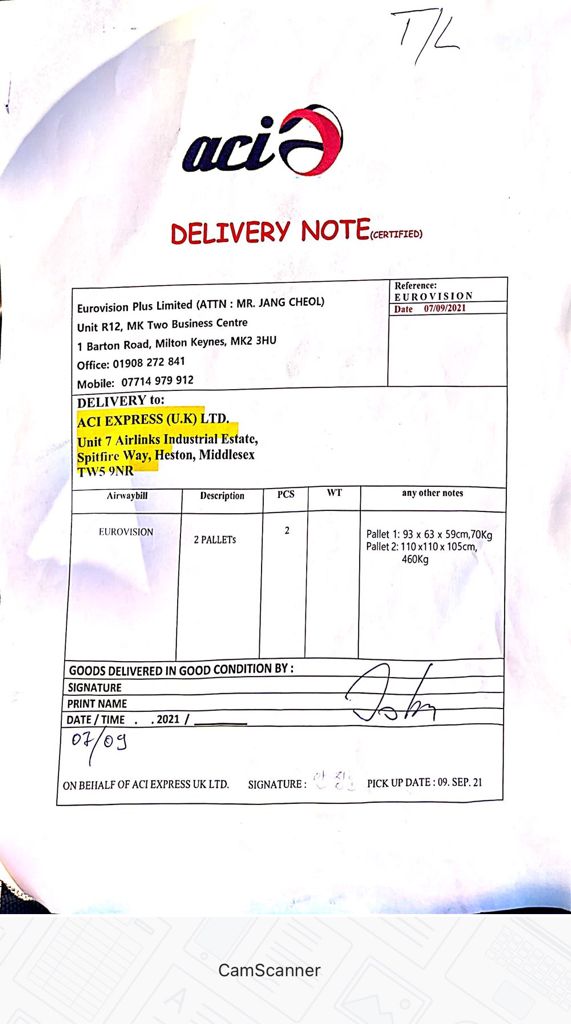 T/L
aci
DELIVERY NOTE(CERTIFIED)
Eurovision Plus Limited (ATTN : MR. JANG CHEOL)
Unit R12, MK Two Business Centre
1 Barton Road, Milton Keynes, MK2 3HU
Office: 01908 272 841
Mobile: 07714 979 912
Reference:
EUROVISION
Date 07/09/2021
DELIVERY to:
ACI EXPRESS (U.K) LTD.
Unit 7 Airlinks Industrial Estate,
Spitfire Way, Heston, Middlesex
TW5 9NR
Airwaybill Description PCS WT any other notes
EUROVISION 2 PALLETs 2 Pallet 1: 93 x 63 x 59cm,70Kg
Pallet 2: 110 x110 x 105cm,
460Kg
GOODS DELIVERED IN GOOD CONDITION BY :
SIGNATURE
PRINT NAME John
DATE / TIME . . 2021 / ________
07/09
ON BEHALF OF ACI EXPRESS UK LTD. SIGNATURE : PICK UP DATE : 09. SEP. 21
CamScanner